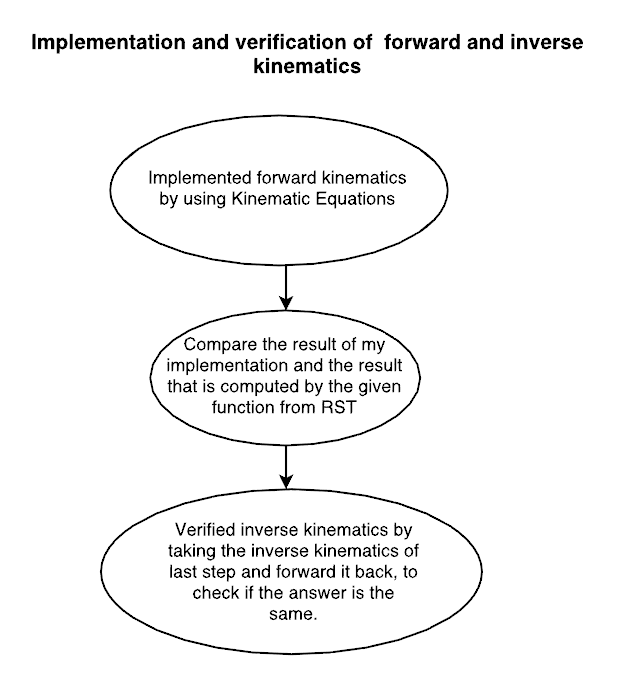 Implementation and verification of  forward and inverse
kinematics
Implemented forward kinematics
by using Kinematic Equations
Compare the result of my
implementation and the result
that is computed by the given
function from RST
Verified inverse kinematics by
taking the inverse kinematics of
last step and forward it back, to
check if the answer is the
same.